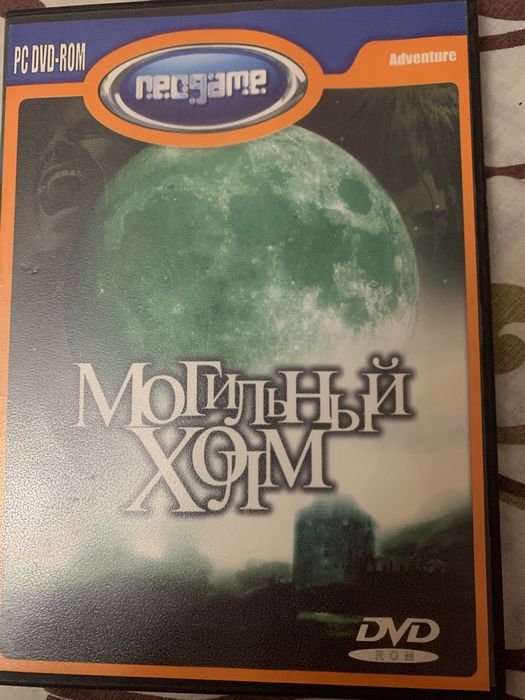 PC DVD-ROM
neogame
Adventure
Могильный
Холм
DVD
ROM